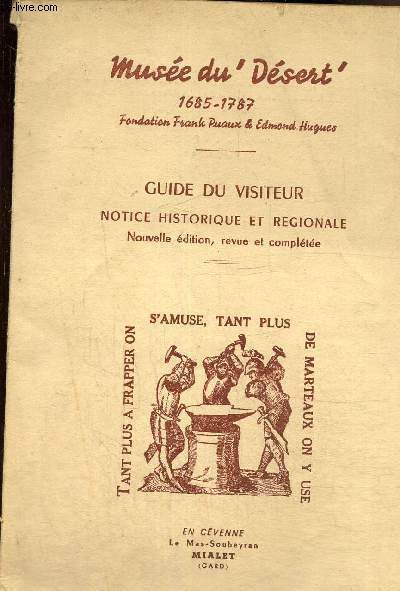 -livre.com
Musée du 'Désert'
1685-1787
Fondation Frank Puaux & Edmond Hugues
GUIDE DU VISITEUR
NOTICE HISTORIQUE ET REGIONALE
Nouvelle édition, revue et complétée
TANT PLUS A FRAPPER ON
S'AMUSE, TANT PLUS
DE MARTEAUX ON Y USE
EN CÉVENNE
Le Mas-Soubeyran
MIALET
(GARD)